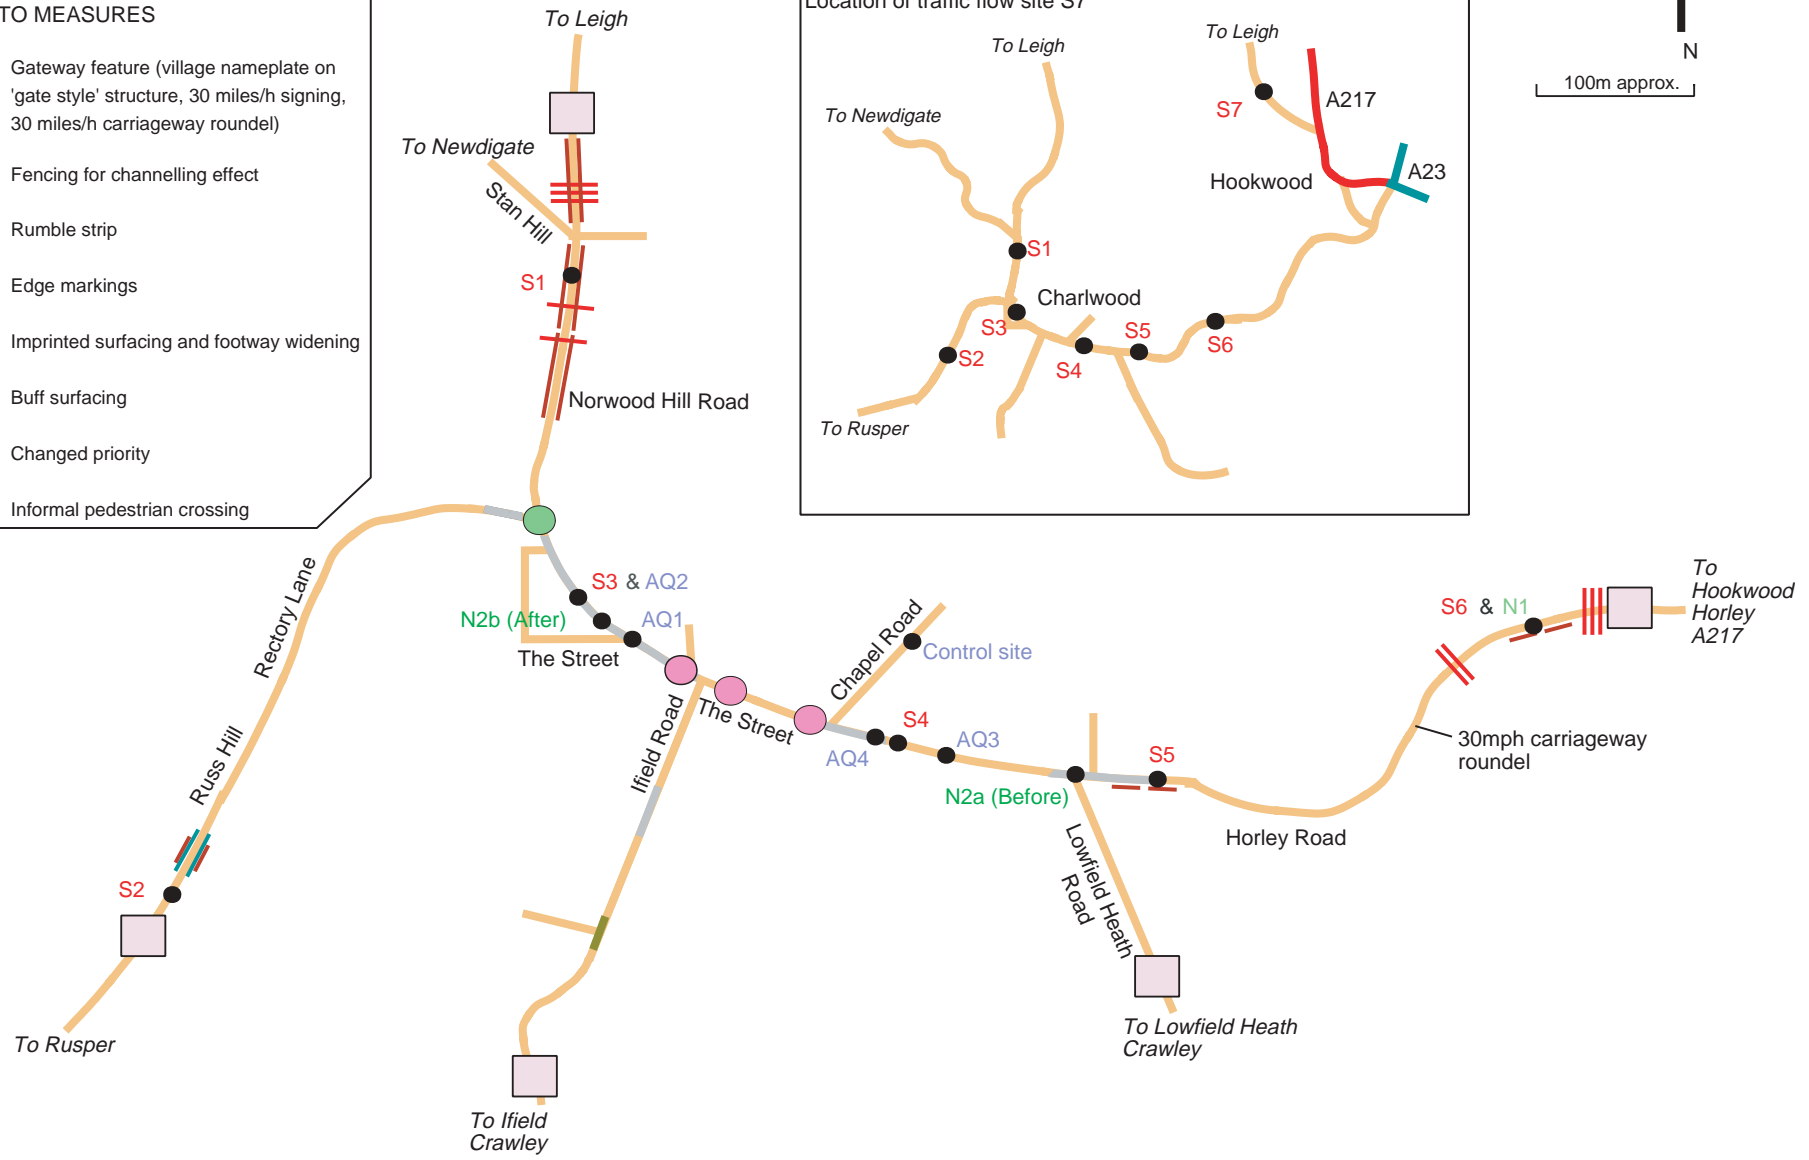 TO MEASURES
Gateway feature (village nameplate on
'gate style' structure, 30 miles/h signing,
30 miles/h carriageway roundel)
Fencing for channelling effect
Rumble strip
Edge markings
Imprinted surfacing and footway widening
Buff surfacing
Changed priority
Informal pedestrian crossing
To Leigh
To Newdigate
Stan Hill
S1
Norwood Hill Road
Location of traffic flow site S7
To Leigh
To Newdigate
To Leigh
S7
A217
A23
Hookwood
S1
Charlwood
S3
S2
S4
S5
S6
To Rusper
N
100m approx.
Rectory Lane
Russ Hill
S2
To Rusper
S3 & AQ2
N2b (After)
AQ1
The Street
Ifield Road
The Street
Chapel Road
Control site
S4
AQ4
AQ3
N2a (Before)
S5
Lowfield Heath
Road
Horley Road
S6 & N1
To
Hookwood
Horley
A217
30mph carriageway
roundel
To Lowfield Heath
Crawley
To Ifield
Crawley